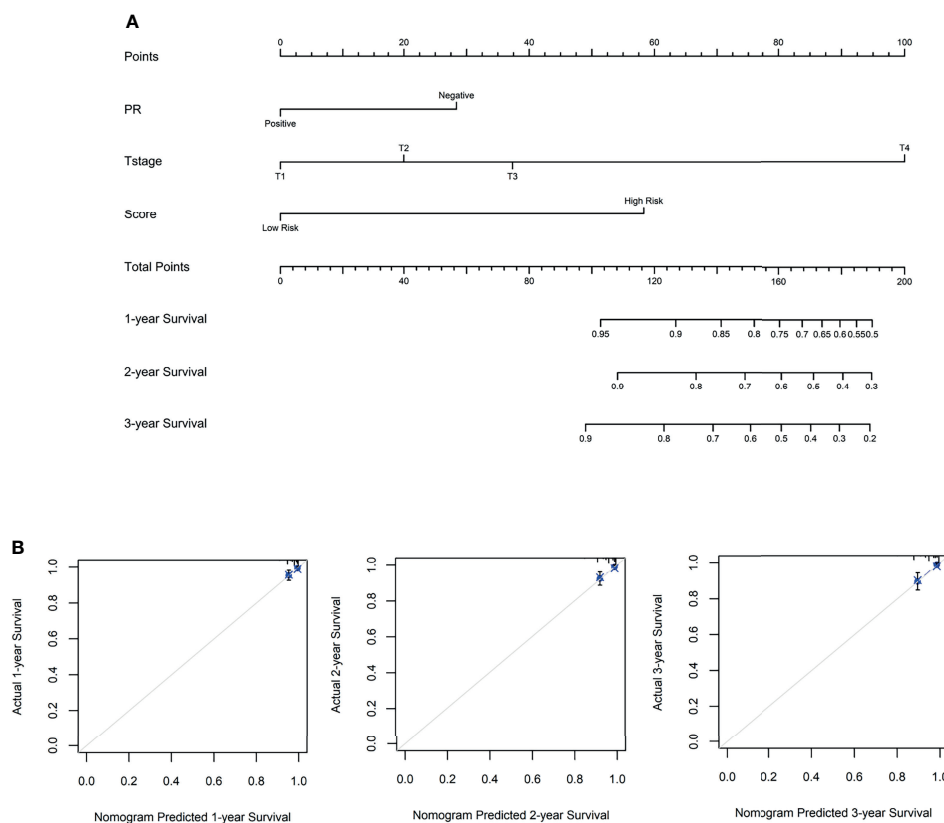 A
Points
0 20 40 60 80 100
PR
Negative
Positive
Tstage
T2 T4
T1 T3
Score
High Risk
Low Risk
Total Points
0 40 60 80 120 160 200
1-year Survival
0.95 0.9 0.85 0.8 0.75 0.7 0.65 0.6 0.55 0.5
2-year Survival
0.9 0.8 0.7 0.6 0.5 0.4 0.3
3-year Survival
0.9 0.8 0.7 0.6 0.5 0.4 0.3 0.2
B
Actual 1-year Survival
0.0 0.2 0.4 0.6 0.8 1.0
0.0 0.2 0.4 0.6 0.8 1.0
Nomogram Predicted 1-year Survival
Actual 2-year Survival
0.0 0.2 0.4 0.6 0.8 1.0
0.0 0.2 0.4 0.6 0.8 1.0
Nomogram Predicted 2-year Survival
Actual 3-year Survival
0.0 0.2 0.4 0.6 0.8 1.0
0.0 0.2 0.4 0.6 0.8 1.0
Nomogram Predicted 3-year Survival